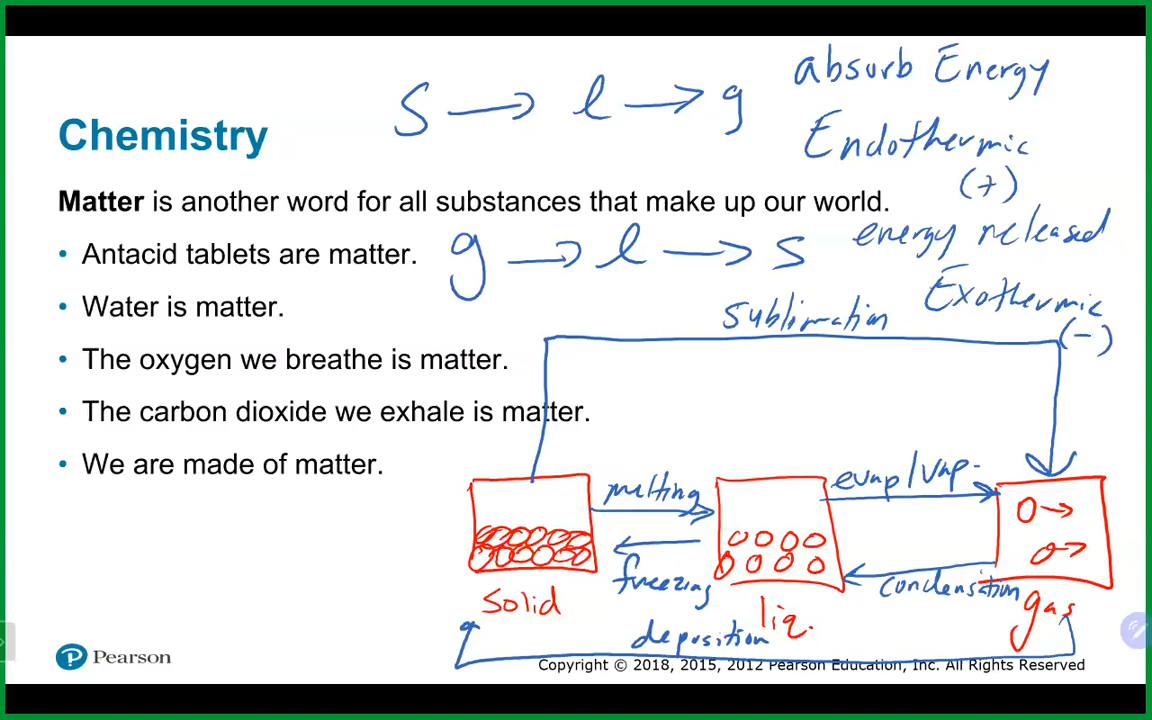 S → l → g
absorb Energy
Endothermic
(+)
Chemistry
Matter is another word for all substances that make up our world.
• Antacid tablets are matter.
g → l → s
energy released
Exothermic
(-)
• Water is matter.
sublimation
• The oxygen we breathe is matter.
• The carbon dioxide we exhale is matter.
• We are made of matter.
melting
evap/vap.
freezing
condensation
solid
liq.
gas
deposition
Pearson
Copyright © 2018, 2015, 2012 Pearson Education, Inc. All Rights Reserved